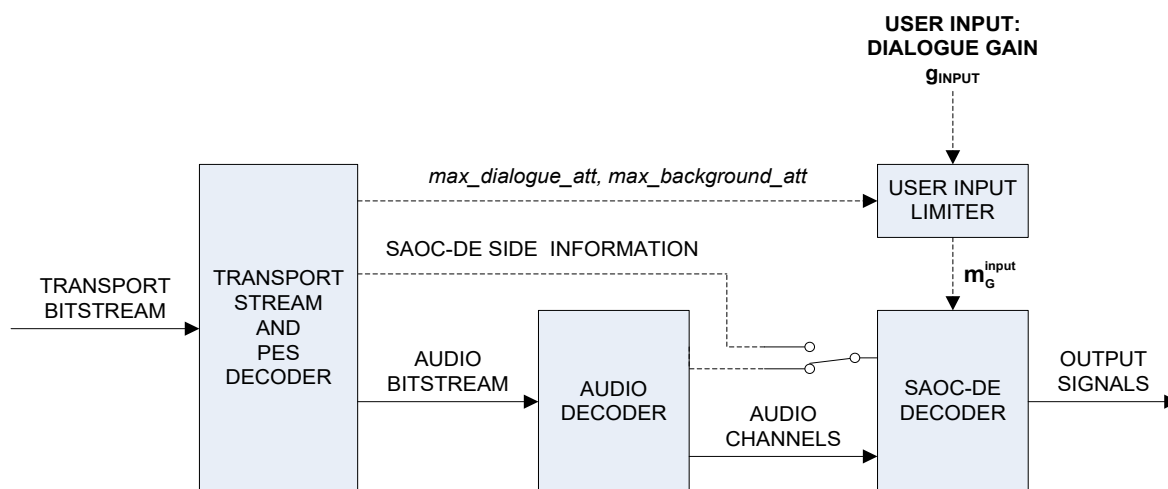 USER INPUT:
DIALOGUE GAIN
gINPUT
max_dialogue_att, max_background_att
USER INPUT
LIMITER
SAOC-DE SIDE INFORMATION
mGinput
TRANSPORT
BITSTREAM
TRANSPORT
STREAM
AND
PES
DECODER
AUDIO
BITSTREAM
AUDIO
DECODER
AUDIO
CHANNELS
SAOC-DE
DECODER
OUTPUT
SIGNALS